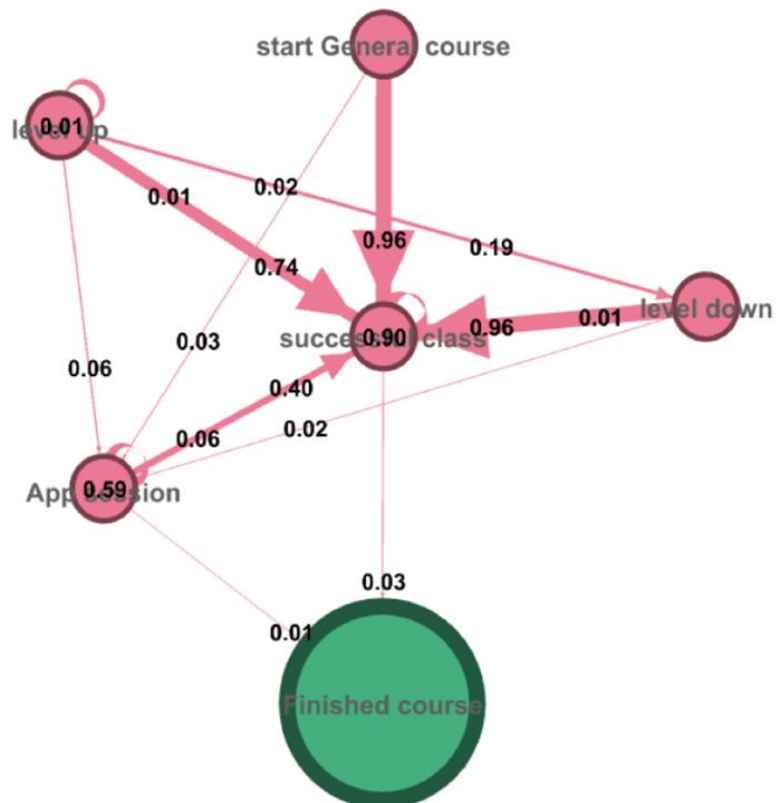 start General course
0.01
level up
0.02
0.01
0.96
0.19
0.74
level down
0.01
0.96
0.90
successful class
0.03
0.06
0.40
0.02
0.06
0.59
App session
0.03
0.01
Finished course